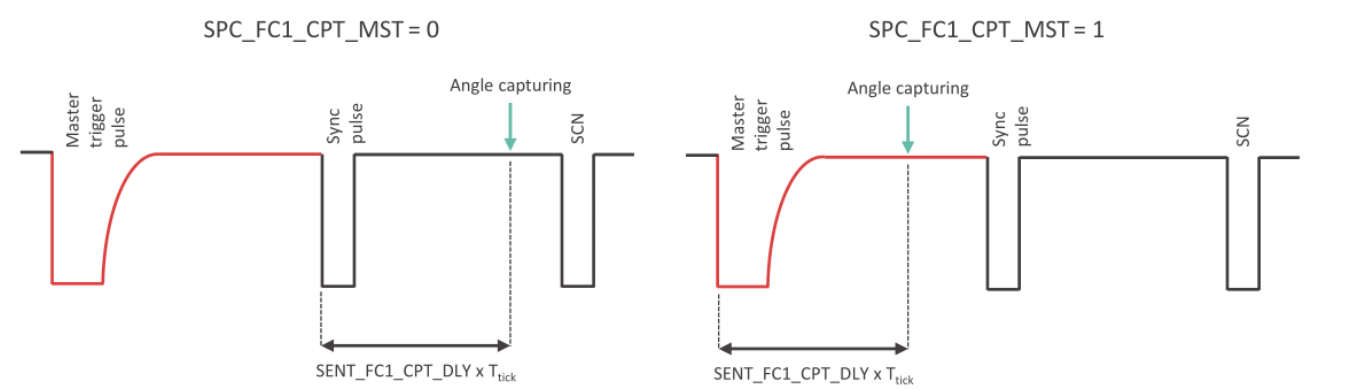 SPC_FC1_CPT_MST = 0
Master
trigger
pulse
Sync
pulse
Angle capturing
SCN
SENT_FC1_CPT_DLY x Ttick
SPC_FC1_CPT_MST = 1
Master
trigger
pulse
Angle capturing
Sync
pulse
SCN
SENT_FC1_CPT_DLY x Ttick